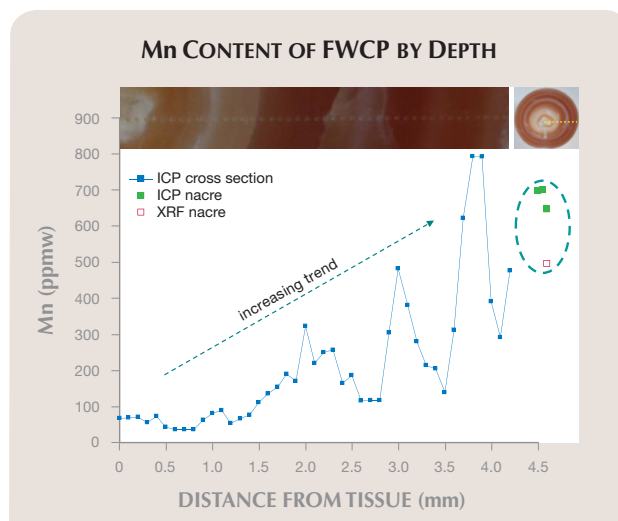 Mn CONTENT OF FWCP BY DEPTH
900
800
700
600
500
400
300
200
100
0
Mn (ppmw)
ICP cross section
ICP nacre
XRF nacre
increasing trend
0 0.5 1.0 1.5 2.0 2.5 3.0 3.5 4.0 4.5
DISTANCE FROM TISSUE (mm)